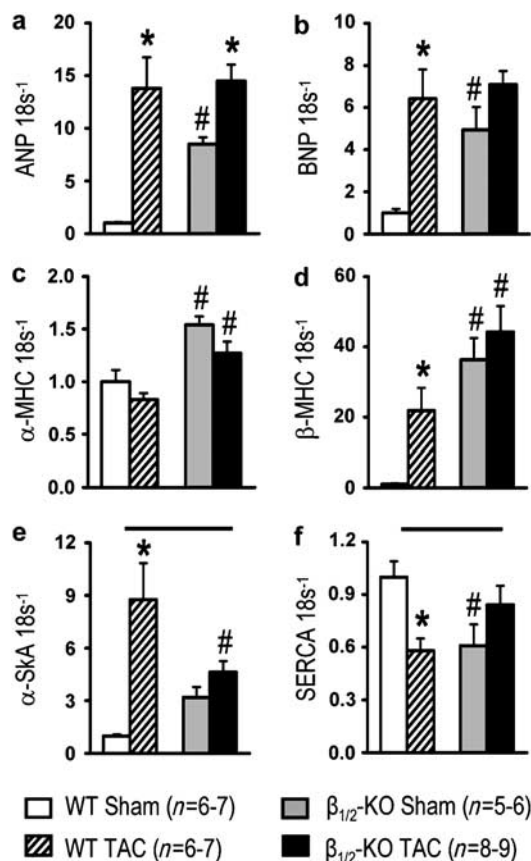 a
ANP 18s⁻¹
20
15
10
5
0
*
#
*
b
BNP 18s⁻¹
10
8
6
4
2
0
*
#
c
α-MHC 18s⁻¹
2.0
1.5
1.0
0.5
0.0
#
#
d
β-MHC 18s⁻¹
60
40
20
0
*
#
#
e
α-SkA 18s⁻¹
12
9
6
3
0
*
#
f
SERCA 18s⁻¹
1.2
0.9
0.6
0.3
0.0
*
#
WT Sham (n=6-7)
β1/2-KO Sham (n=5-6)
WT TAC (n=6-7)
β1/2-KO TAC (n=8-9)